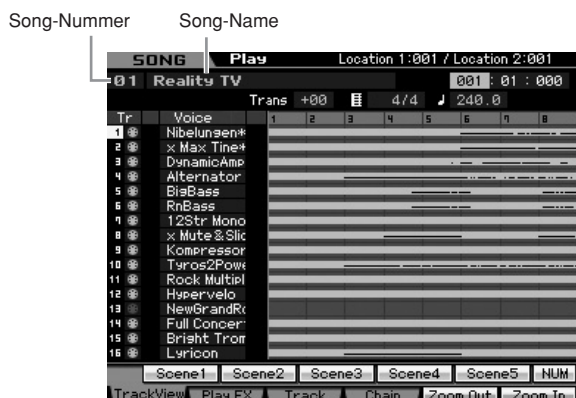 Song-Nummer Song-Name
SONG Play Location 1:001 / Location 2:001
01 Reality TV 001 : 01 : 000
Trans +00 4/4 240.0
Tr Voice 1 2 3 4 5 6 7 8
1 Nibelungen*
2 x Max Tine*
3 DynamicAmp
4 Alternator
5 BigBass
6 RnBass
7 12Str Mono
8 x Mute&Slid
9 Kompressor
10 Tyros2Powe
11 Rock Multipl
12 Hypervelo
13 NewGrandRo
14 Full Concer
15 Bright Trom
16 Lyricon
Scene1 Scene2 Scene3 Scene4 Scene5 NUM
TrackView Play FX Track Chain Zoom Out Zoom In